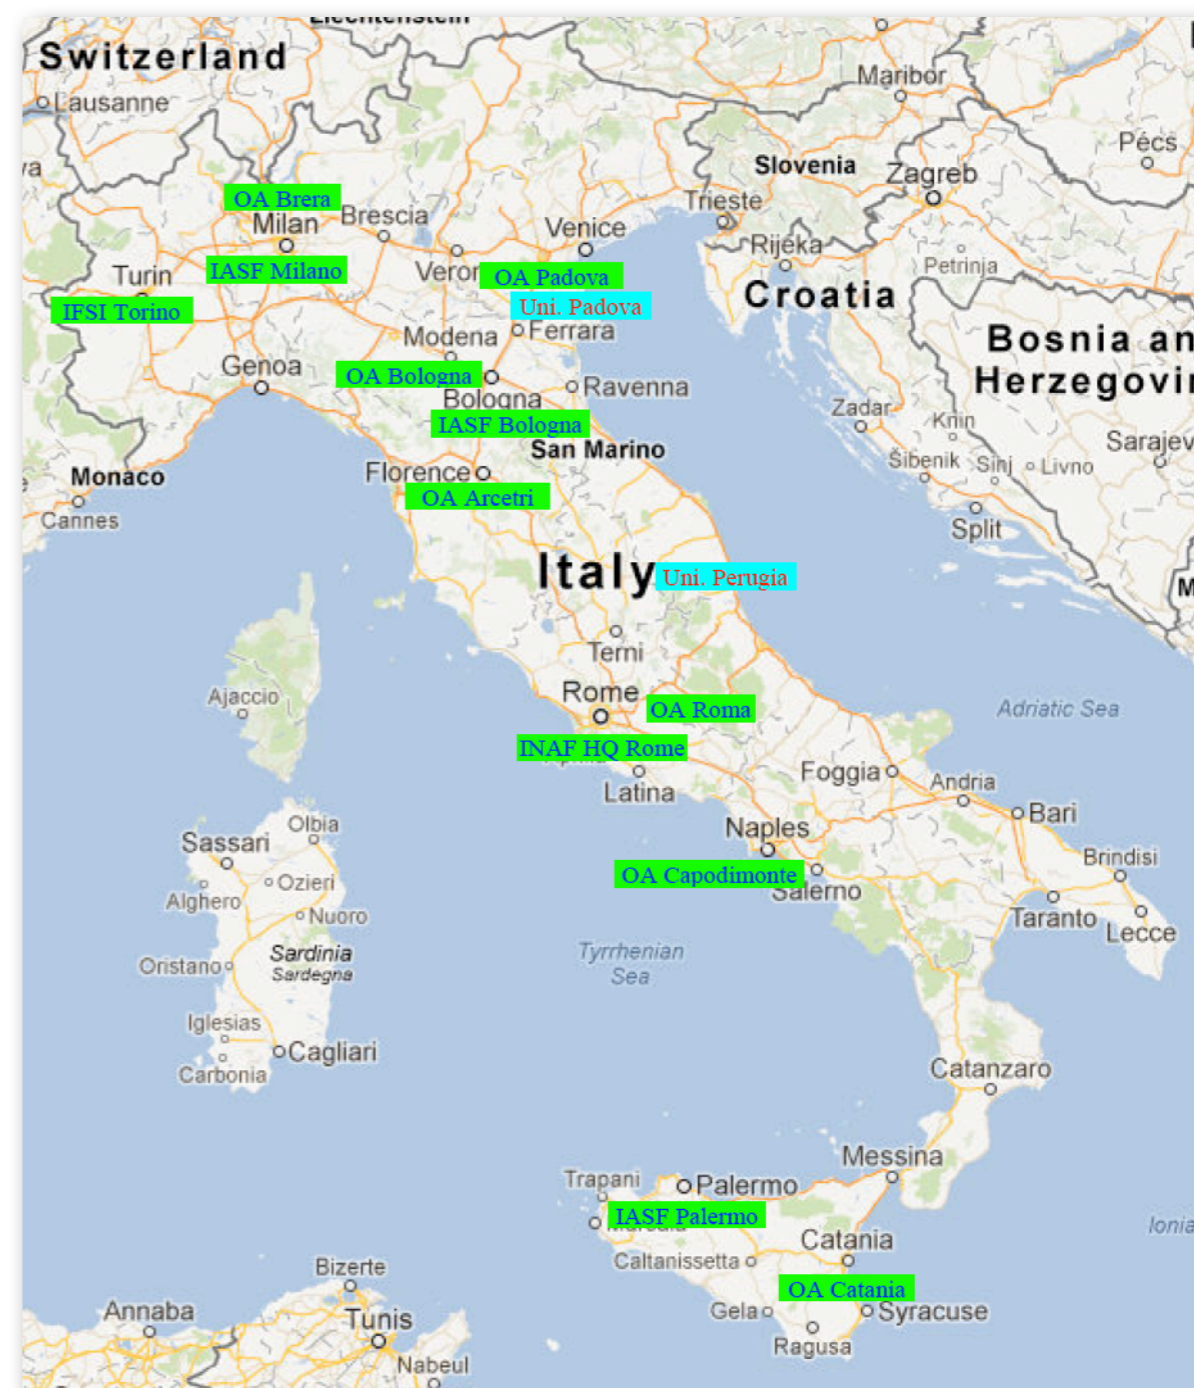 Liechtenstein
Switzerland
Maribor
Lausanne
Pécs
Slovenia
Zagreb
OA Brera
Milan
Brescia
Trieste
Venice
Rijeka
Petrinja
IASF Milano
Turin
OA Padova
Croatia
IFSI Torino
Uni. Padova
Modena
Ferrara
Bosnia an
Herzegovin
Genoa
OA Bologna
Bologna
Ravenna
Zadar
Knin
IASF Bologna
San Marino
Sarajev
Šibenik
Sinj
Livno
Monaco
Florence
OA Arcetri
Cannes
Split
Italy
Uni. Perugia
M
Terni
Ajaccio
Rome
OA Roma
Adriatic Sea
INAF HQ Rome
Latina
Foggia
Andria
Bari
Olbia
Sassari
Naples
Brindisi
OA Capodimonte
Salerno
Ozieri
Alghero
Nuoro
Taranto
Lecce
Sardinia
Sardegna
Oristano
Tyrrhenian
Sea
Iglesias
Cagliari
Carbonia
Catanzaro
Messina
Trapani
Palermo
IASF Palermo
Ionia
Catania
Caltanissetta
Bizerte
OA Catania
Annaba
Tunis
Gela
Syracuse
Ragusa
Nabeul